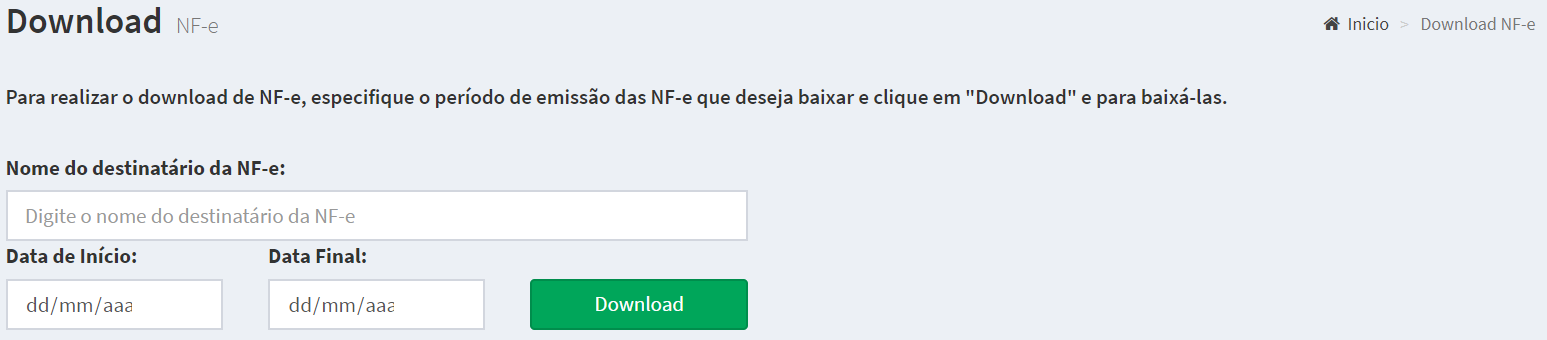 Download NF-e
Inicio > Download NF-e
Para realizar o download de NF-e, especifique o período de emissão das NF-e que deseja baixar e clique em "Download" e para baixá-las.
Nome do destinatário da NF-e:
Digite o nome do destinatário da NF-e
Data de Início: Data Final:
dd/mm/aaa dd/mm/aaa Download